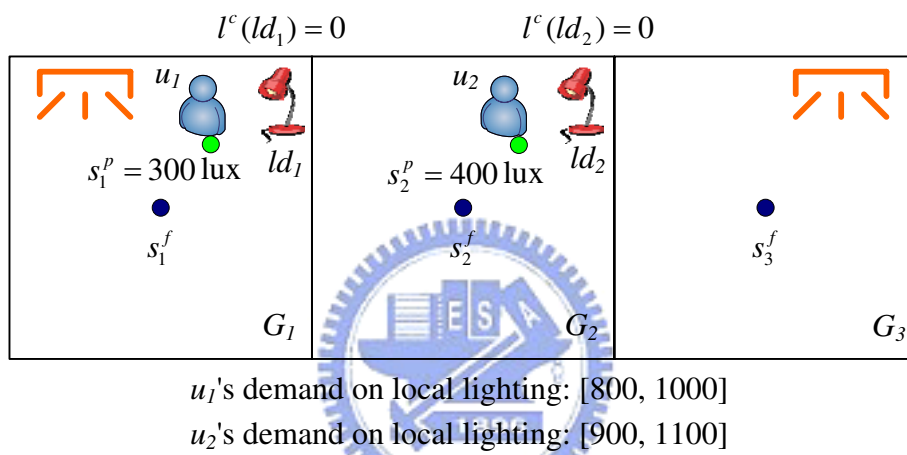 l^c(ld_1) = 0
l^c(ld_2) = 0
u_1
u_2
ld_1
ld_2
s_1^p = 300 lux
s_2^p = 400 lux
s_1^f
s_2^f
s_3^f
G_1
G_2
G_3
E S A
1896
u_1's demand on local lighting: [800, 1000]
u_2's demand on local lighting: [900, 1100]